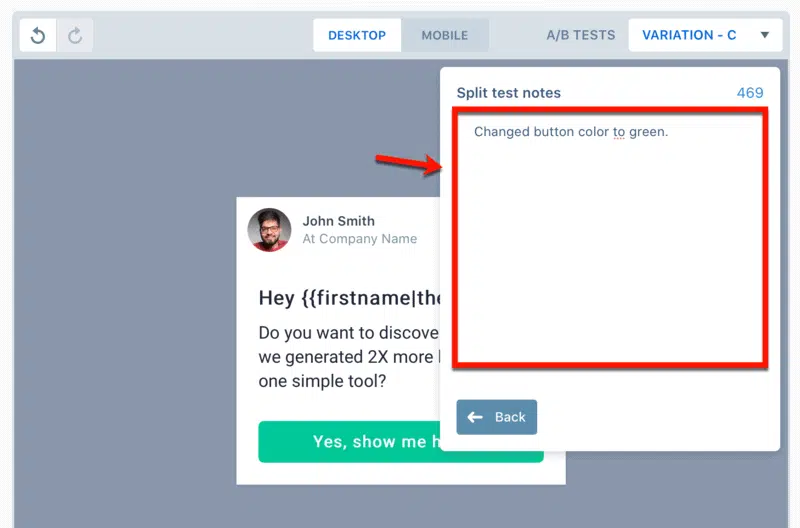 DESKTOP MOBILE A/B TESTS VARIATION - C
Split test notes 469
Changed button color to green.
John Smith
At Company Name
Hey {{firstname|the
Do you want to discove
we generated 2X more
one simple tool?
Yes, show me h
Back